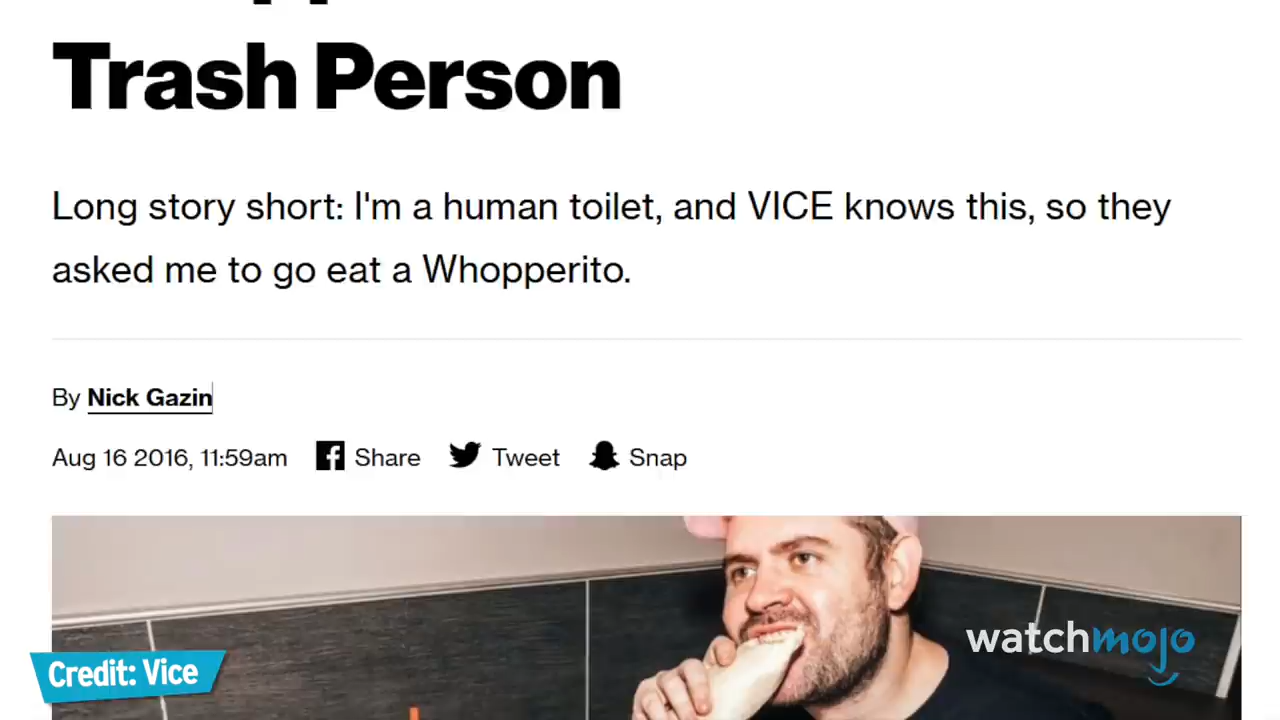 Trash Person
Long story short: I'm a human toilet, and VICE knows this, so they
asked me to go eat a Whopperito.
By Nick Gazin
Aug 16 2016, 11:59am Share Tweet Snap
watchmojo
Credit: Vice